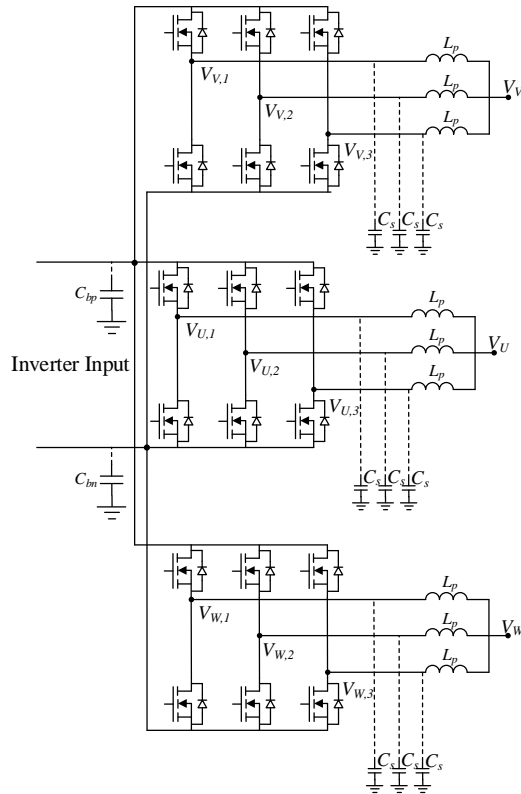 L_p
V_{V,1}
L_p
V_V
V_{V,2}
L_p
V_{V,3}
C_s C_s C_s
C_{bp}
L_p
V_{U,1}
L_p
V_U
Inverter Input
V_{U,2}
L_p
V_{U,3}
C_{bn}
C_s C_s C_s
L_p
V_{W,1}
L_p
V_W
V_{W,2}
L_p
V_{W,3}
C_s C_s C_s